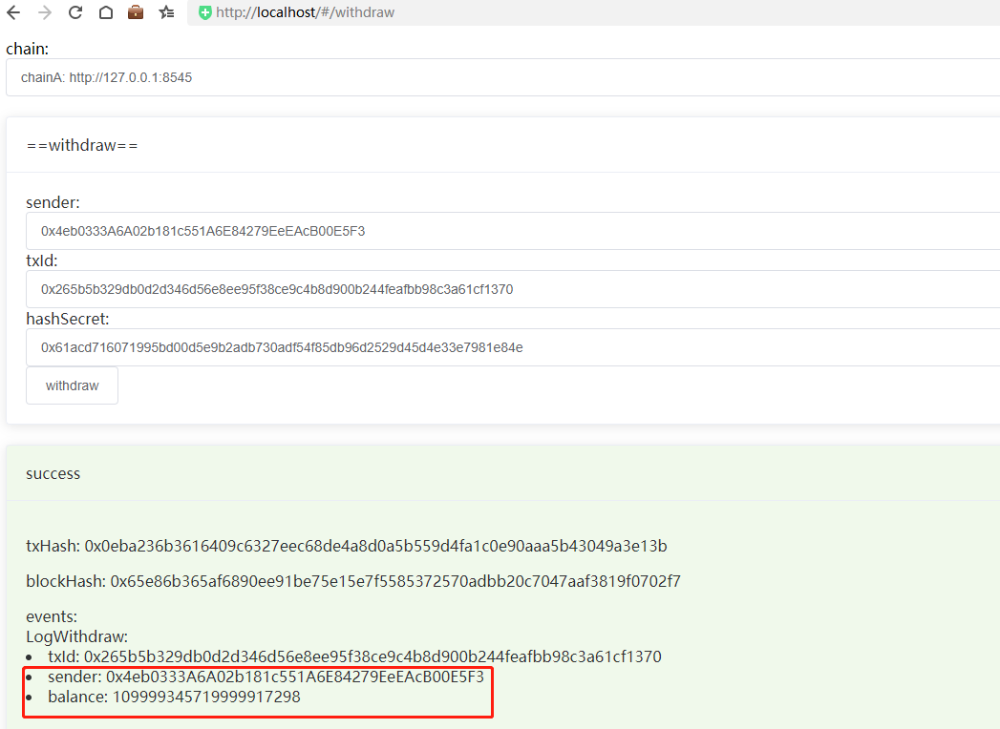 http://localhost/#/withdraw
chain:
chainA: http://127.0.0.1:8545
==withdraw==
sender:
0x4eb0333A6A02b181c551A6E84279EeEAcB00E5F3
txId:
0x265b5b329db0d2d346d56e8ee95f38ce9c4b8d900b244feafbb98c3a61cf1370
hashSecret:
0x61acd716071995bd00d5e9b2adb730adf54f85db96d2529d45d4e33e7981e84e
withdraw
success
txHash: 0x0eba236b3616409c6327eec68de4a8d0a5b559d4fa1c0e90aaa5b43049a3e13b
blockHash: 0x65e86b365af6890ee91be75e15e7f5585372570adbb20c7047aaf3819f0702f7
events:
LogWithdraw:
• txId: 0x265b5b329db0d2d346d56e8ee95f38ce9c4b8d900b244feafbb98c3a61cf1370
• sender: 0x4eb0333A6A02b181c551A6E84279EeEAcB00E5F3
• balance: 109999345719999917298